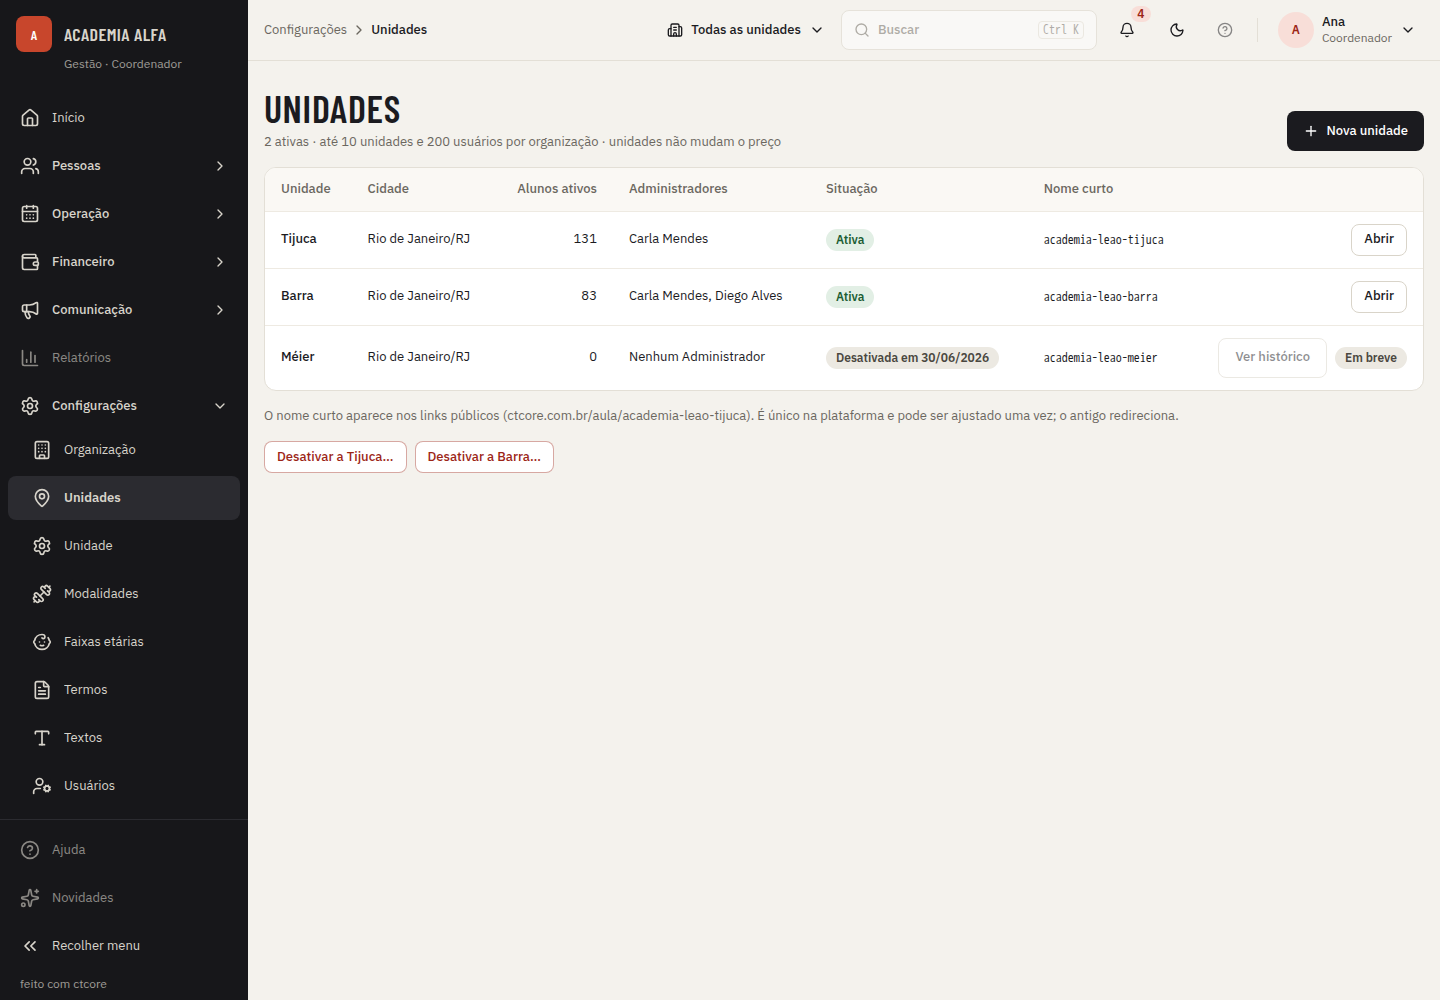 A
ACADEMIA ALFA
Gestão · Coordenador
Início
Pessoas
Operação
Financeiro
Comunicação
Relatórios
Configurações
Organização
Unidades
Unidade
Modalidades
Faixas etárias
Termos
Textos
Usuários
Ajuda
Novidades
Recolher menu
feito com ctcore
Configurações > Unidades
Todas as unidades
Buscar
Ctrl K
4
A
Ana
Coordenador
UNIDADES
2 ativas · até 10 unidades e 200 usuários por organização · unidades não mudam o preço
+ Nova unidade
Unidade Cidade Alunos ativos Administradores Situação Nome curto
Tijuca Rio de Janeiro/RJ 131 Carla Mendes Ativa academia-leao-tijuca Abrir
Barra Rio de Janeiro/RJ 83 Carla Mendes, Diego Alves Ativa academia-leao-barra Abrir
Méier Rio de Janeiro/RJ 0 Nenhum Administrador Desativada em 30/06/2026 academia-leao-meier Ver histórico Em breve
O nome curto aparece nos links públicos (ctcore.com.br/aula/academia-leao-tijuca). É único na plataforma e pode ser ajustado uma vez; o antigo redireciona.
Desativar a Tijuca... Desativar a Barra...